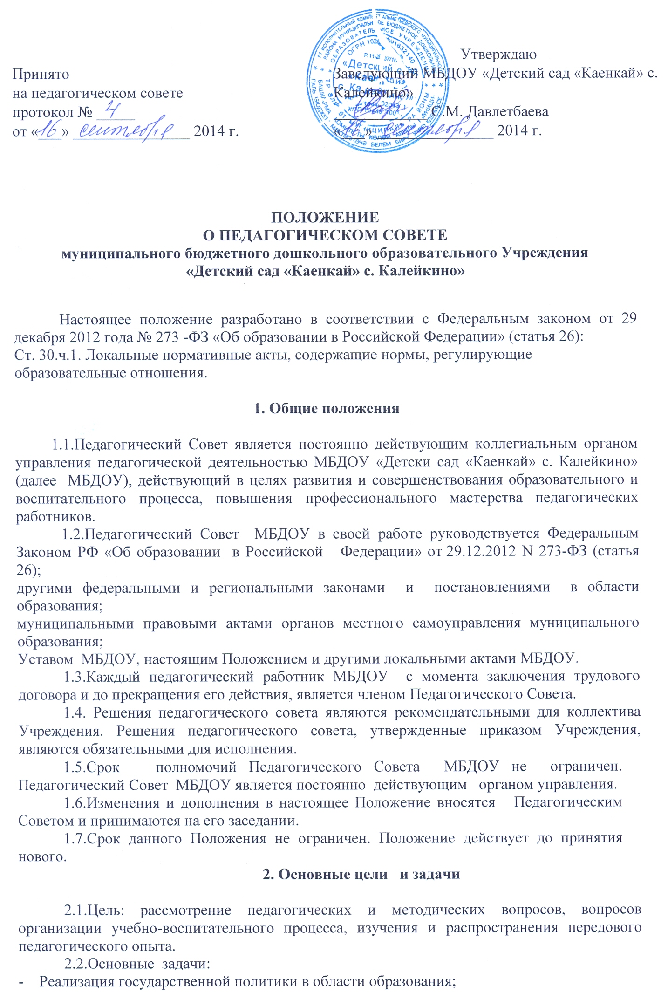 Утверждаю
Принято
Заведующий МБДОУ «Детский сад «Каенкай» с.
на педагогическом совете
Калейкино»
протокол № 4
С.М. Давлетбаева
от «16» сентября 2014 г.
«16» сентября 2014 г.
ПОЛОЖЕНИЕ
О ПЕДАГОГИЧЕСКОМ СОВЕТЕ
муниципального бюджетного дошкольного образовательного Учреждения
«Детский сад «Каенкай» с. Калейкино»
Настоящее положение разработано в соответствии с Федеральным законом от 29
декабря 2012 года № 273 -ФЗ «Об образовании в Российской Федерации» (статья 26):
Ст. 30.ч.1. Локальные нормативные акты, содержащие нормы, регулирующие
образовательные отношения.
1. Общие положения
1.1.Педагогический Совет является постоянно действующим коллегиальным органом
управления педагогической деятельностью МБДОУ «Детски сад «Каенкай» с. Калейкино»
(далее МБДОУ), действующий в целях развития и совершенствования образовательного и
воспитательного процесса, повышения профессионального мастерства педагогических
работников.
1.2.Педагогический Совет МБДОУ в своей работе руководствуется Федеральным
Законом РФ «Об образовании в Российской Федерации» от 29.12.2012 N 273-ФЗ (статья
26);
другими федеральными и региональными законами и постановлениями в области
образования;
муниципальными правовыми актами органов местного самоуправления муниципального
образования;
Уставом МБДОУ, настоящим Положением и другими локальными актами МБДОУ.
1.3.Каждый педагогический работник МБДОУ с момента заключения трудового
договора и до прекращения его действия, является членом Педагогического Совета.
1.4. Решения педагогического совета являются рекомендательными для коллектива
Учреждения. Решения педагогического совета, утвержденные приказом Учреждения,
являются обязательными для исполнения.
1.5.Срок полномочий Педагогического Совета МБДОУ не ограничен.
Педагогический Совет МБДОУ является постоянно действующим органом управления.
1.6.Изменения и дополнения в настоящее Положение вносятся Педагогическим
Советом и принимаются на его заседании.
1.7.Срок данного Положения не ограничен. Положение действует до принятия
нового.
2. Основные цели и задачи
2.1.Цель: рассмотрение педагогических и методических вопросов, вопросов
организации учебно-воспитательного процесса, изучения и распространения передового
педагогического опыта.
2.2.Основные задачи:
- Реализация государственной политики в области образования;